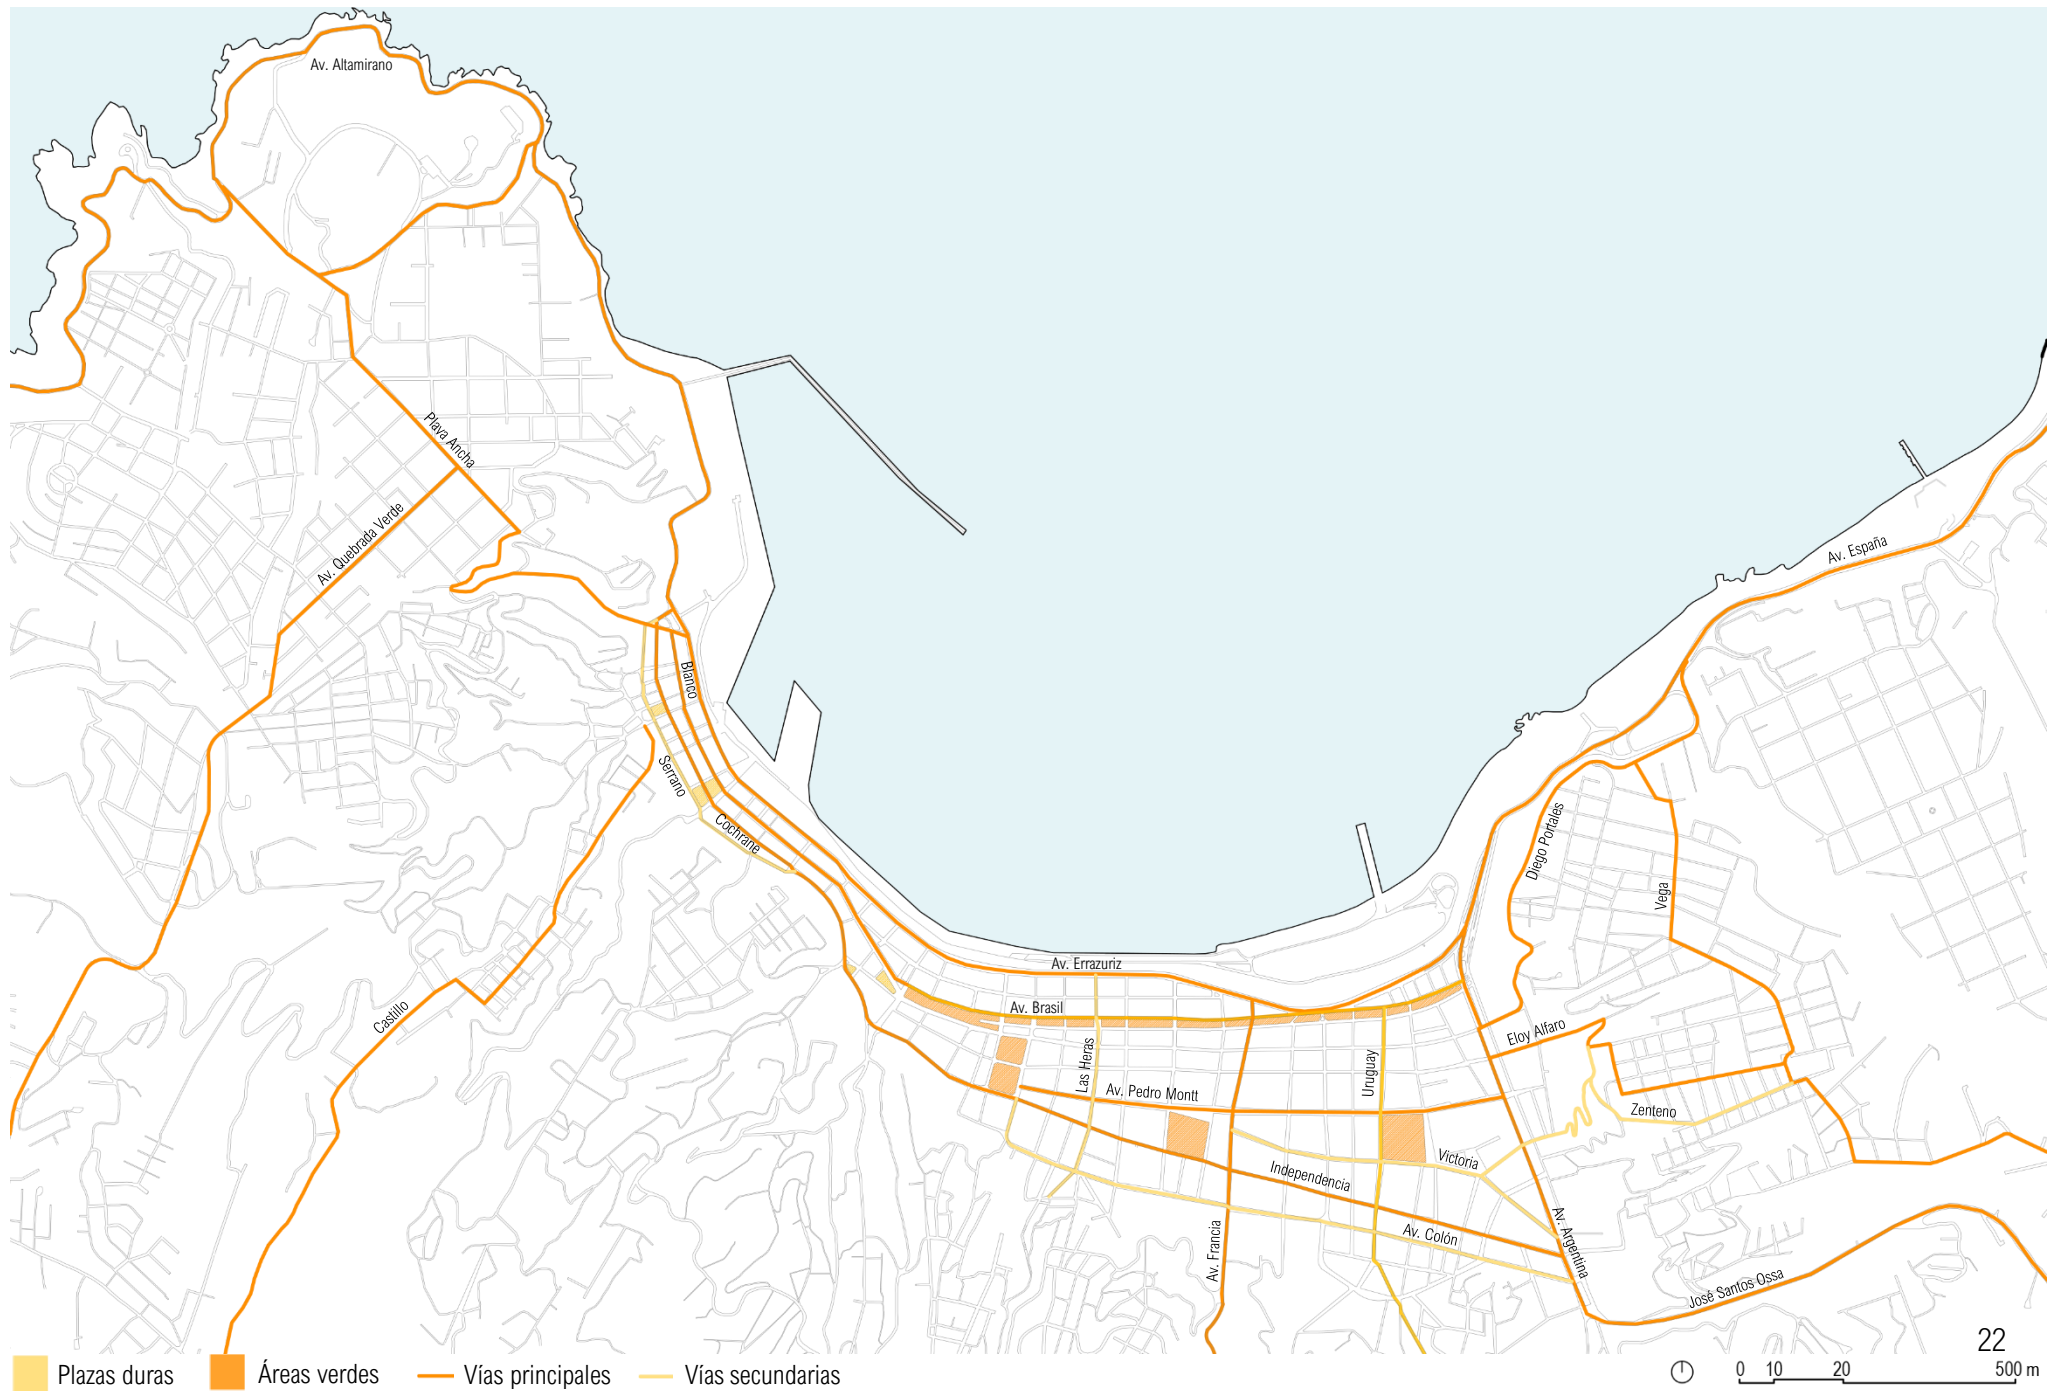 Av. Altamirano
Playa Ancha
Av. Quebrada Verde
Av. España
Blanco
Serrano
Cochrane
Diego Portales
Vega
Av. Errazuriz
Av. Brasil
Castillo
Eloy Alfaro
Las Heras
Uruguay
Av. Pedro Montt
Zenteno
Victoria
Independencia
Av. Colón
Av. Francia
Av. Argentina
José Santos Ossa
22
Plazas duras
Áreas verdes
Vías principales
Vías secundarias
0 10 20 500 m